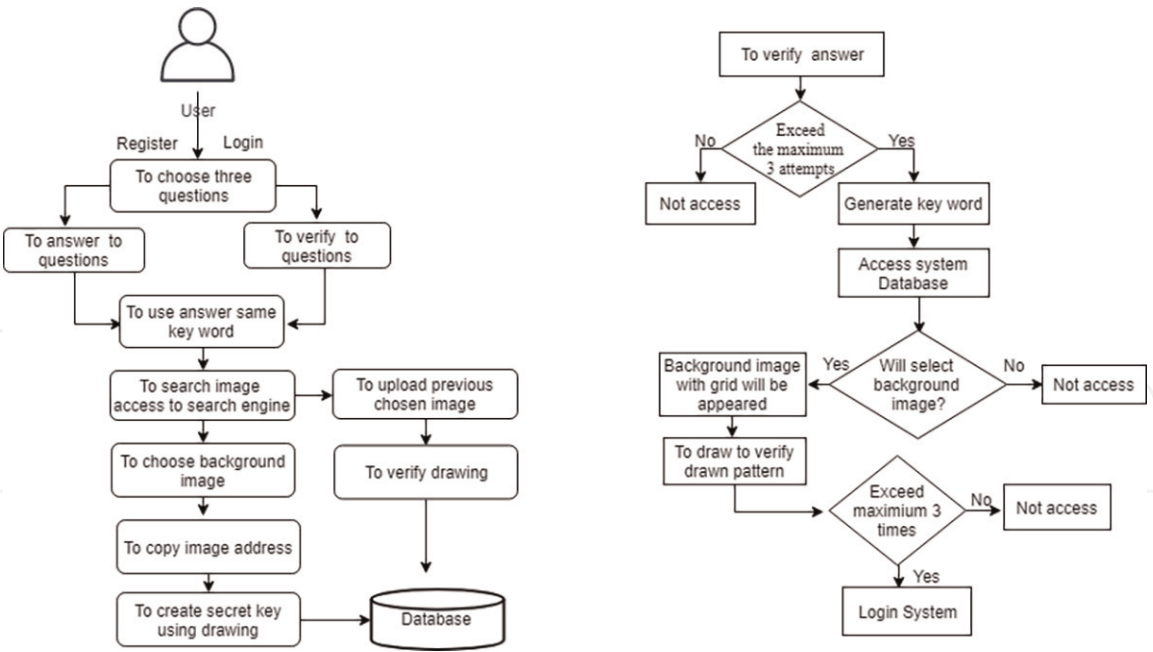 User
Register
Login
To choose three
questions
To answer to
questions
To verify to
questions
To use answer same
key word
To search image
access to search engine
To upload previous
chosen image
To choose background
image
To verify drawing
To copy image address
To create secret key
using drawing
Database
To verify answer
Exceed
the maximum
3 attempts
No
Yes
Not access
Generate key word
Access system
Database
Will select
background
image?
Yes
No
Background image
with grid will be
appeared
Not access
To draw to verify
drawn pattern
Exceed
maximium 3
times
No
Not access
Yes
Login System